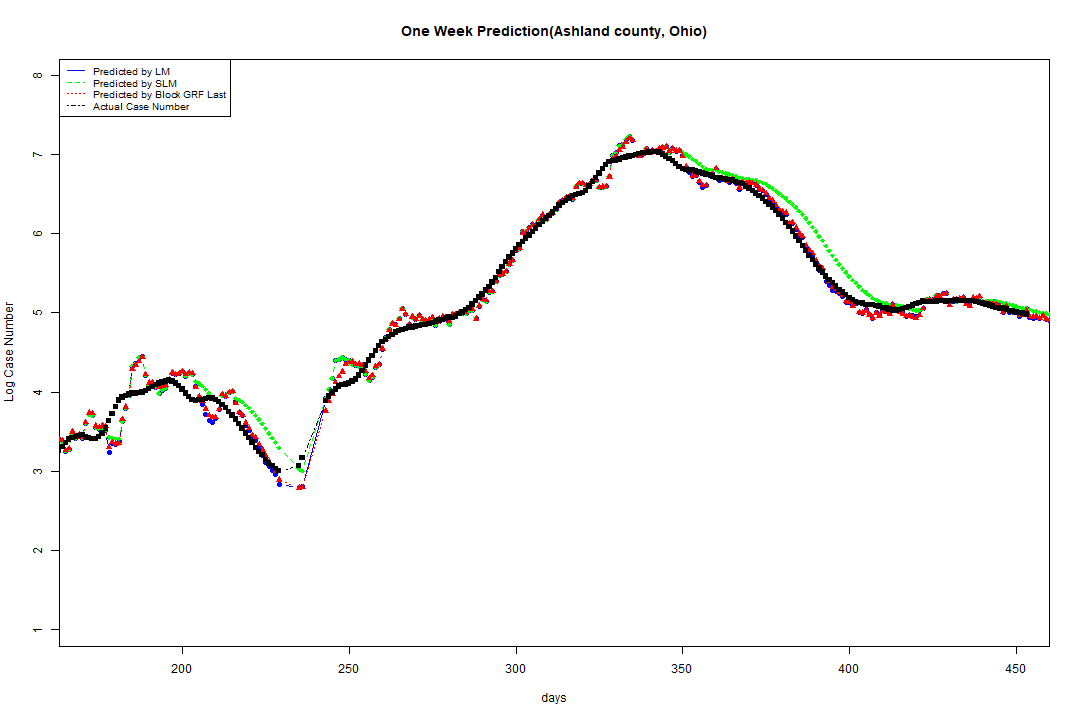 One Week Prediction(Ashland county, Ohio)
Predicted by LM
Predicted by SLM
Predicted by Block GRF Last
Actual Case Number
8
7
6
5
4
3
2
1
Log Case Number
200 250 300 350 400 450
days